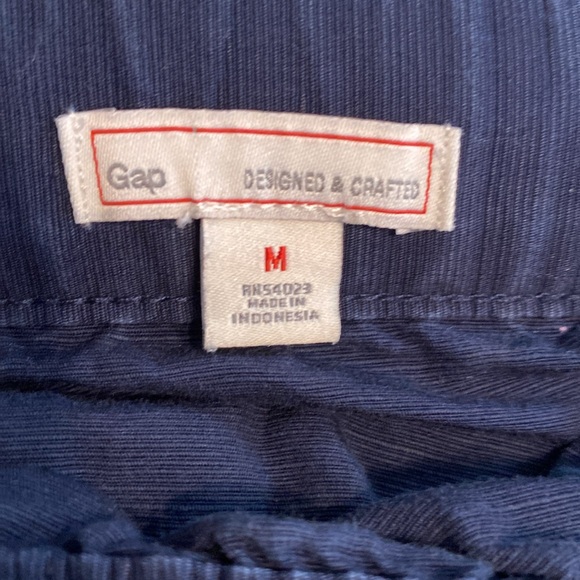 Gap DESIGNED & CRAFTED
M
RN54023
MADE IN
INDONESIA